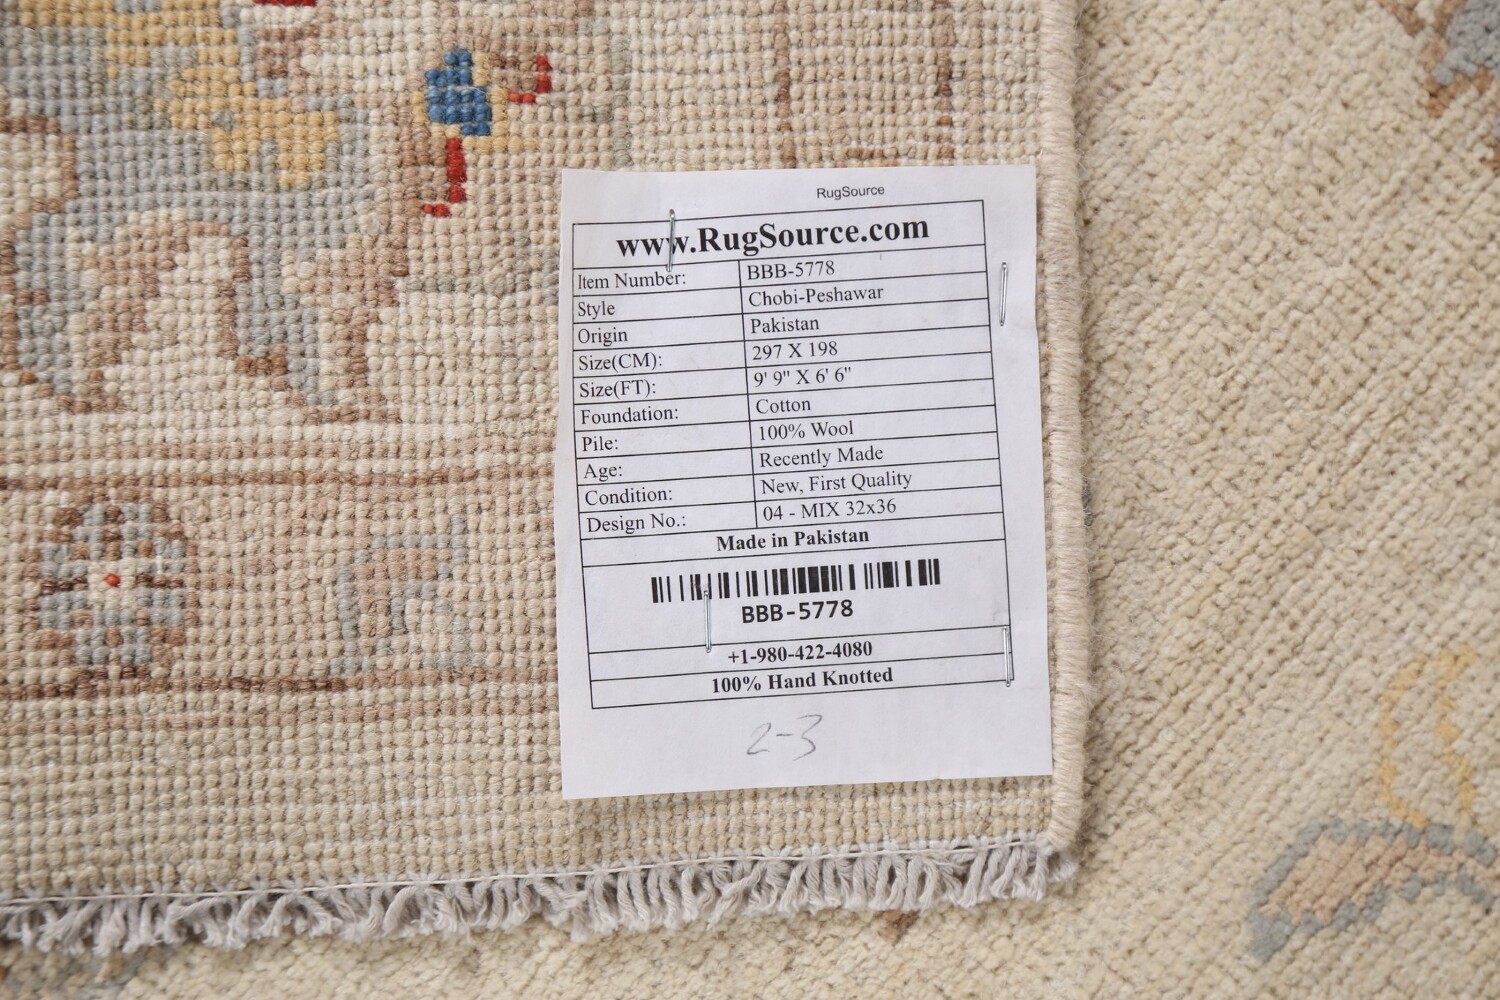 RugSource
www.RugSource.com
Item Number: BBB-5778
Style Chobi-Peshawar
Origin Pakistan
Size(CM): 297 X 198
Size(FT): 9' 9" X 6' 6"
Foundation: Cotton
Pile: 100% Wool
Age: Recently Made
Condition: New, First Quality
Design No.: 04 - MIX 32x36
Made in Pakistan
BBB-5778
+1-980-422-4080
100% Hand Knotted
2-3